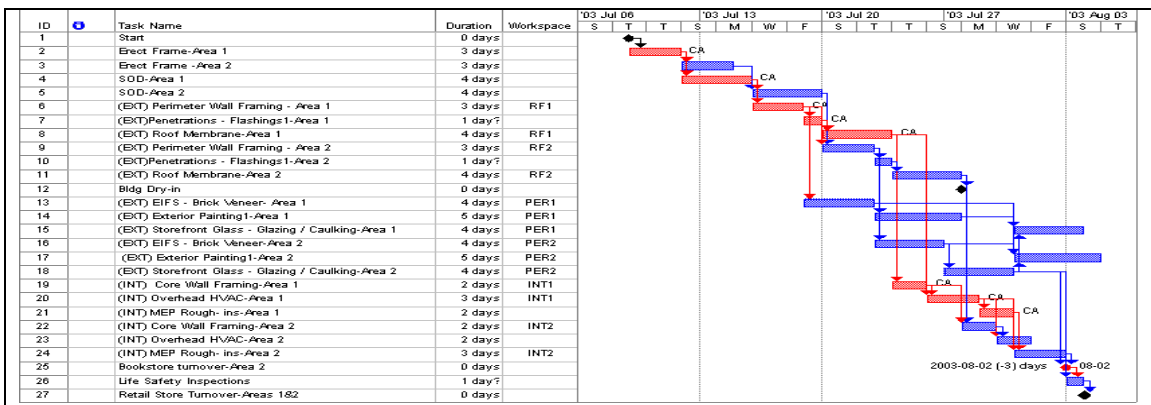 '03 Jul 06 '03 Jul 13 '03 Jul 20 '03 Jul 27 '03 Aug 03
ID Task Name Duration Workspace S T T S M W F S T T S M W F S T
1 Start 0 days
2 Erect Frame-Area 1 3 days CA
3 Erect Frame -Area 2 3 days
4 SOD-Area 1 4 days CA
5 SOD-Area 2 4 days
6 (EXT) Perimeter Wall Framing - Area 1 3 days RF1 CA
7 (EXT)Penetrations - Flashings1-Area 1 1 day? CA
8 (EXT) Roof Membrane-Area 1 4 days RF1 CA
9 (EXT) Perimeter Wall Framing - Area 2 3 days RF2
10 (EXT)Penetrations - Flashings1-Area 2 1 day?
11 (EXT) Roof Membrane-Area 2 4 days RF2
12 Bldg Dry-in 0 days
13 (EXT) EIFS - Brick Veneer- Area 1 4 days PER1
14 (EXT) Exterior Painting1-Area 1 5 days PER1
15 (EXT) Storefront Glass - Glazing / Caulking-Area 1 4 days PER1
16 (EXT) EIFS - Brick Veneer-Area 2 4 days PER2
17 (EXT) Exterior Painting1-Area 2 5 days PER2
18 (EXT) Storefront Glass - Glazing / Caulking-Area 2 4 days PER2
19 (INT) Core Wall Framing-Area 1 2 days INT1 CA
20 (INT) Overhead HVAC-Area 1 3 days INT1 CA
21 (INT) MEP Rough- ins-Area 1 2 days CA
22 (INT) Core Wall Framing-Area 2 2 days INT2
23 (INT) Overhead HVAC-Area 2 2 days
24 (INT) MEP Rough- ins-Area 2 3 days INT2
25 Bookstore turnover-Area 2 0 days 2003-08-02 (-3) days 08-02
26 Life Safety Inspections 1 day?
27 Retail Store Turnover-Areas 1&2 0 days